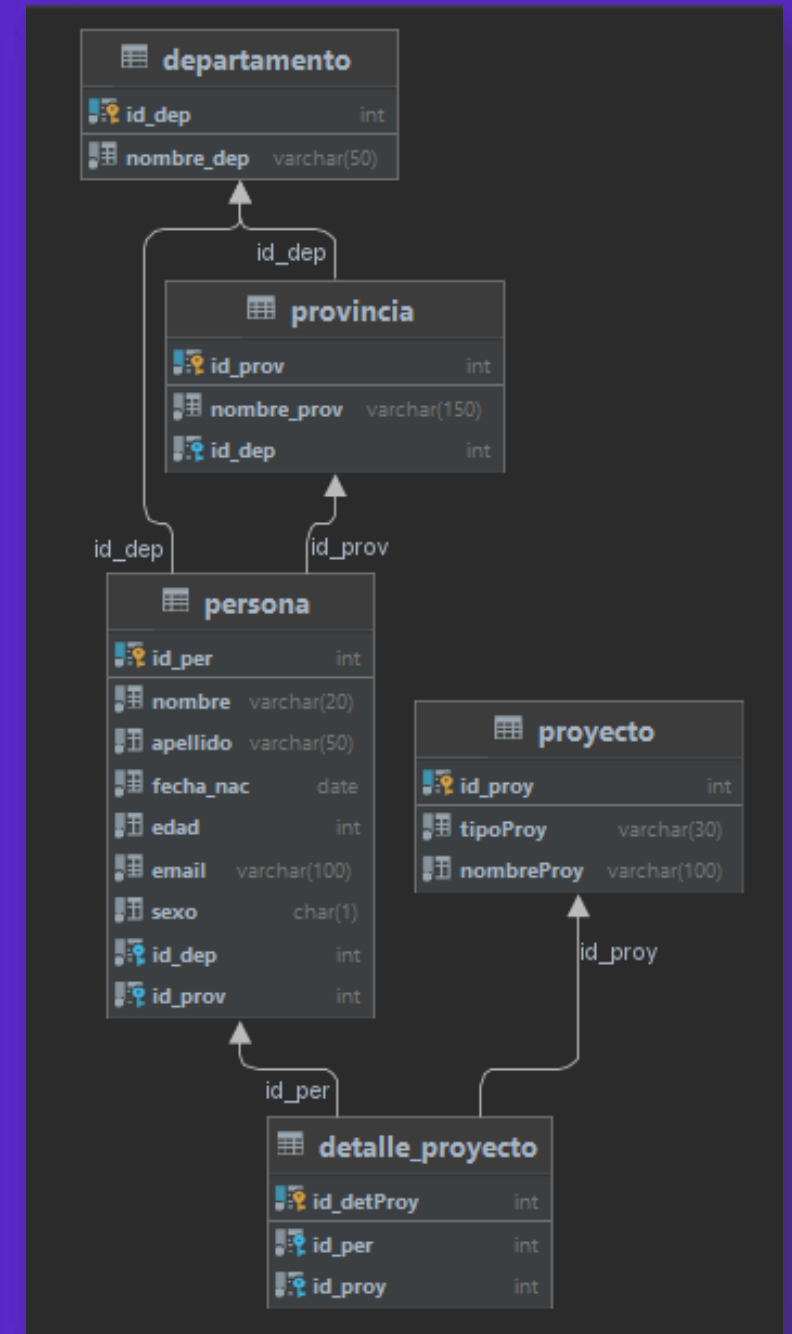 departamento
id_dep int
nombre_dep varchar(50)
id_dep
provincia
id_prov int
nombre_prov varchar(150)
id_dep int
id_dep
id_prov
persona
id_per int
nombre varchar(20)
apellido varchar(50)
fecha_nac date
edad int
email varchar(100)
sexo char(1)
id_dep int
id_prov int
proyecto
id_proy int
tipoProy varchar(30)
nombreProy varchar(100)
id_proy
id_per
detalle_proyecto
id_detProy int
id_per int
id_proy int